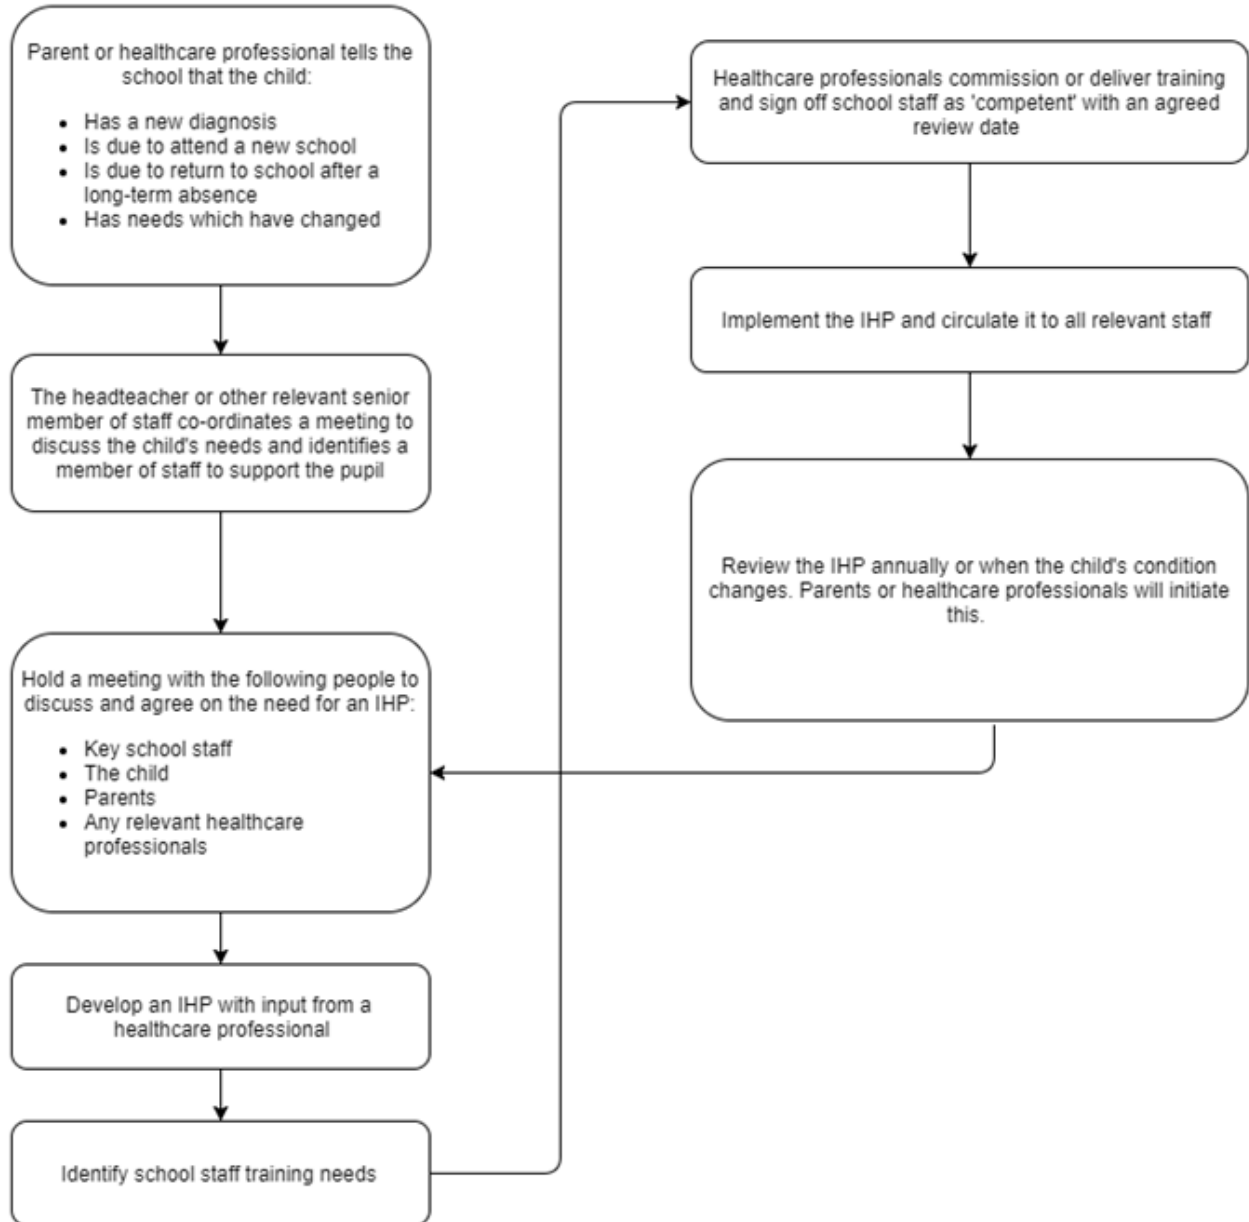 Parent or healthcare professional tells the
school that the child:
• Has a new diagnosis
• Is due to attend a new school
• Is due to return to school after a
long-term absence
• Has needs which have changed
The headteacher or other relevant senior
member of staff co-ordinates a meeting to
discuss the child's needs and identifies a
member of staff to support the pupil
Hold a meeting with the following people to
discuss and agree on the need for an IHP:
• Key school staff
• The child
• Parents
• Any relevant healthcare
professionals
Develop an IHP with input from a
healthcare professional
Identify school staff training needs
Healthcare professionals commission or deliver training
and sign off school staff as 'competent' with an agreed
review date
Implement the IHP and circulate it to all relevant staff
Review the IHP annually or when the child's condition
changes. Parents or healthcare professionals will initiate
this.